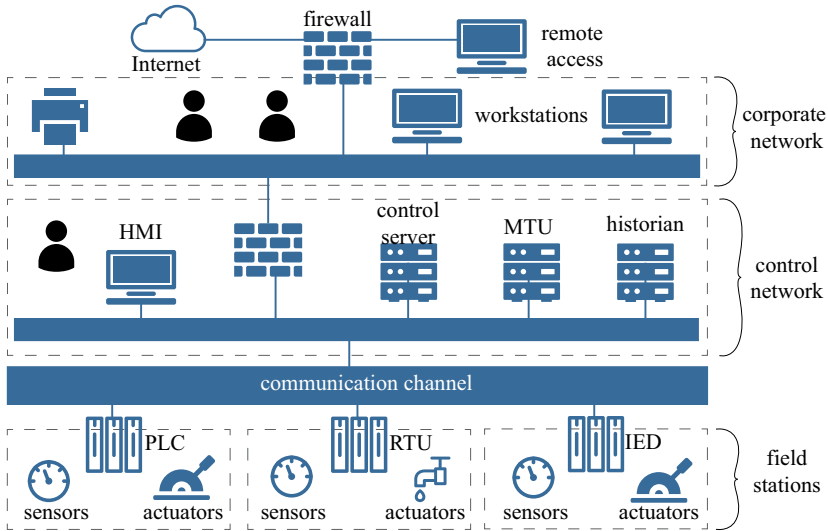 firewall
Internet
remote
access
workstations
corporate
network
HMI
control
server
MTU
historian
control
network
communication channel
PLC
RTU
IED
sensors
actuators
sensors
actuators
sensors
actuators
field
stations